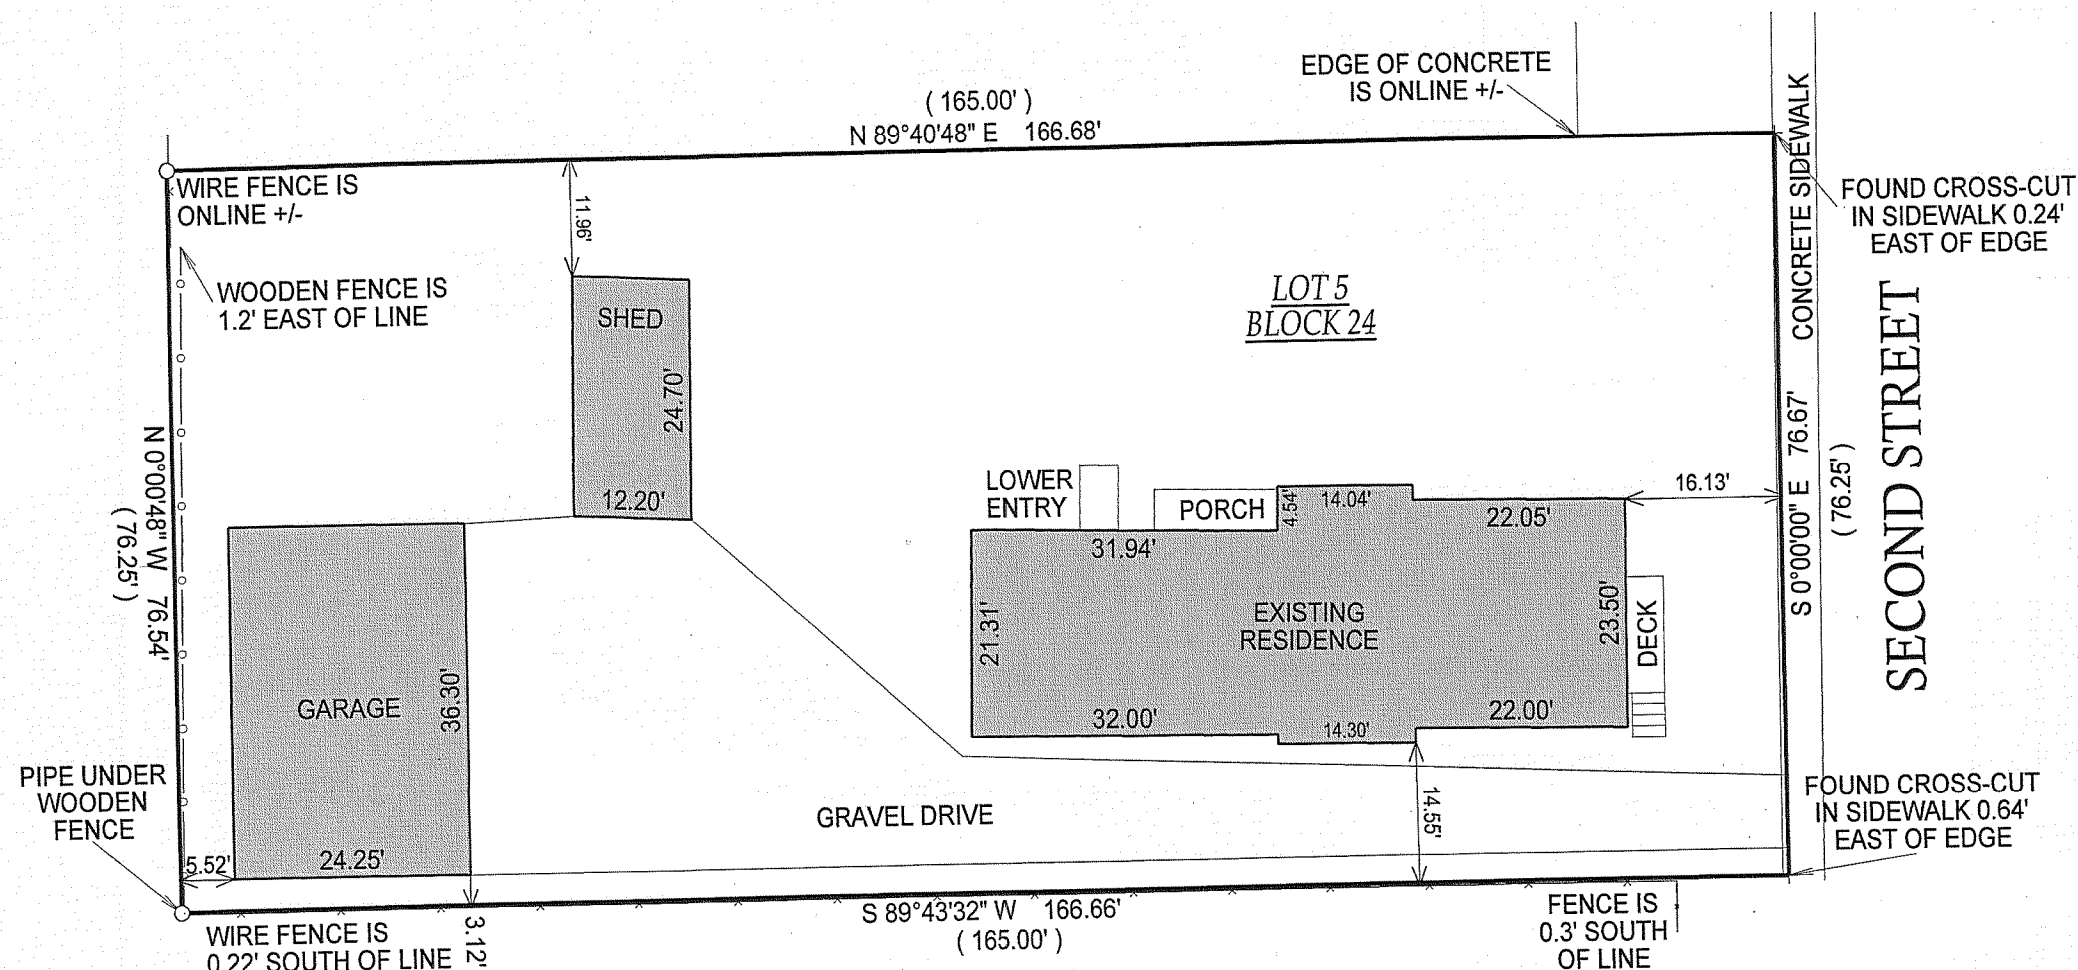 EDGE OF CONCRETE
IS ONLINE +/-
( 165.00' )
N 89°40'48" E 166.68'
CONCRETE SIDEWALK
FOUND CROSS-CUT
IN SIDEWALK 0.24'
EAST OF EDGE
WIRE FENCE IS
ONLINE +/-
11.96'
WOODEN FENCE IS
1.2' EAST OF LINE
SHED
24.70'
12.20'
LOT 5
BLOCK 24
SECOND STREET
S 0°00'00" E 76.67'
( 76.25' )
N 0°00'48" W 76.54'
( 76.25' )
LOWER
ENTRY
PORCH
4.54'
14.04'
22.05'
16.13'
31.94'
21.31'
EXISTING
RESIDENCE
23.50'
DECK
32.00'
14.30'
22.00'
GARAGE
36.30'
24.25'
5.52'
PIPE UNDER
WOODEN
FENCE
GRAVEL DRIVE
14.55'
FOUND CROSS-CUT
IN SIDEWALK 0.64'
EAST OF EDGE
3.12'
S 89°43'32" W 166.66'
( 165.00' )
WIRE FENCE IS
0.22' SOUTH OF LINE
FENCE IS
0.3' SOUTH
OF LINE